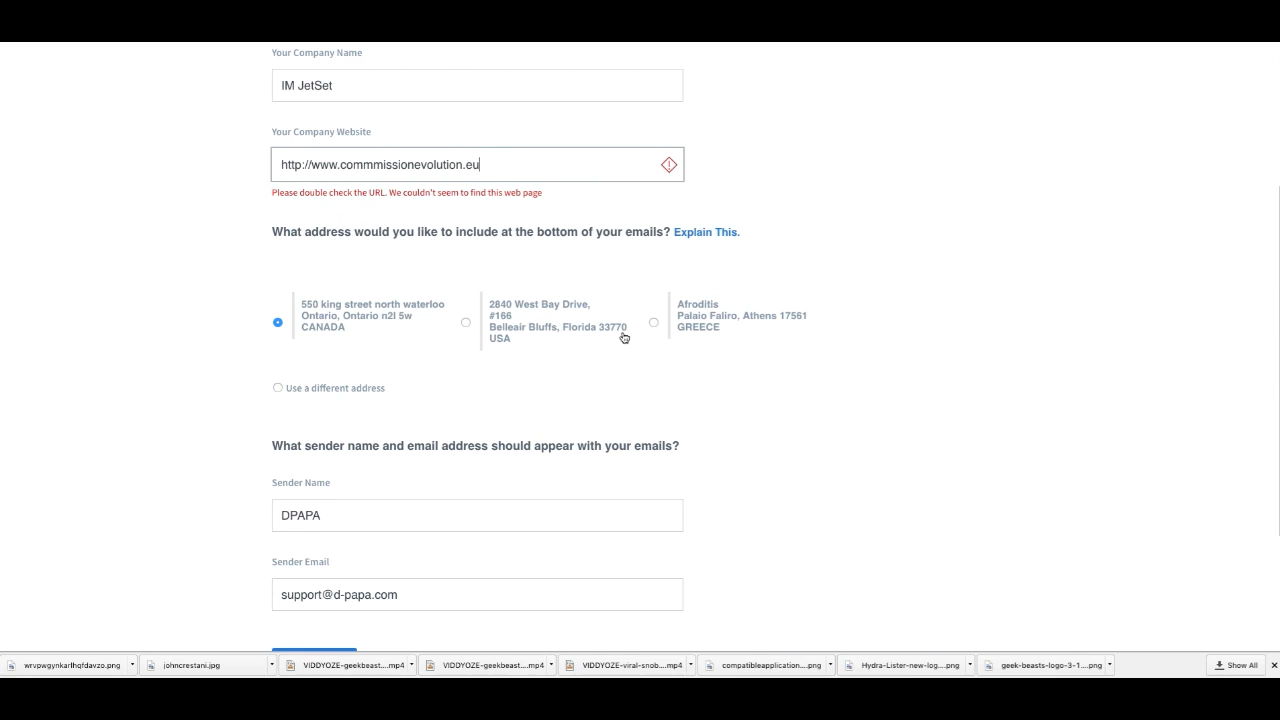 Your Company Name
IM JetSet
Your Company Website
http://www.commmissionevolution.eu
Please double check the URL. We couldn't seem to find this web page
What address would you like to include at the bottom of your emails? Explain This.
550 king street north waterloo
Ontario, Ontario n2l 5w
CANADA
2840 West Bay Drive,
#166
Belleair Bluffs, Florida 33770
USA
Afroditis
Palaio Faliro, Athens 17561
GREECE
Use a different address
What sender name and email address should appear with your emails?
Sender Name
DPAPA
Sender Email
support@d-papa.com
wrvpwgynkarlhqfdavzo.png
johncrestani.jpg
VIDDYOZE-geekbeast....mp4
VIDDYOZE-geekbeast....mp4
VIDDYOZE-viral-snob....mp4
compatibleapplication....png
Hydra-Lister-new-log....png
geek-beasts-logo-3-1....png
Show All